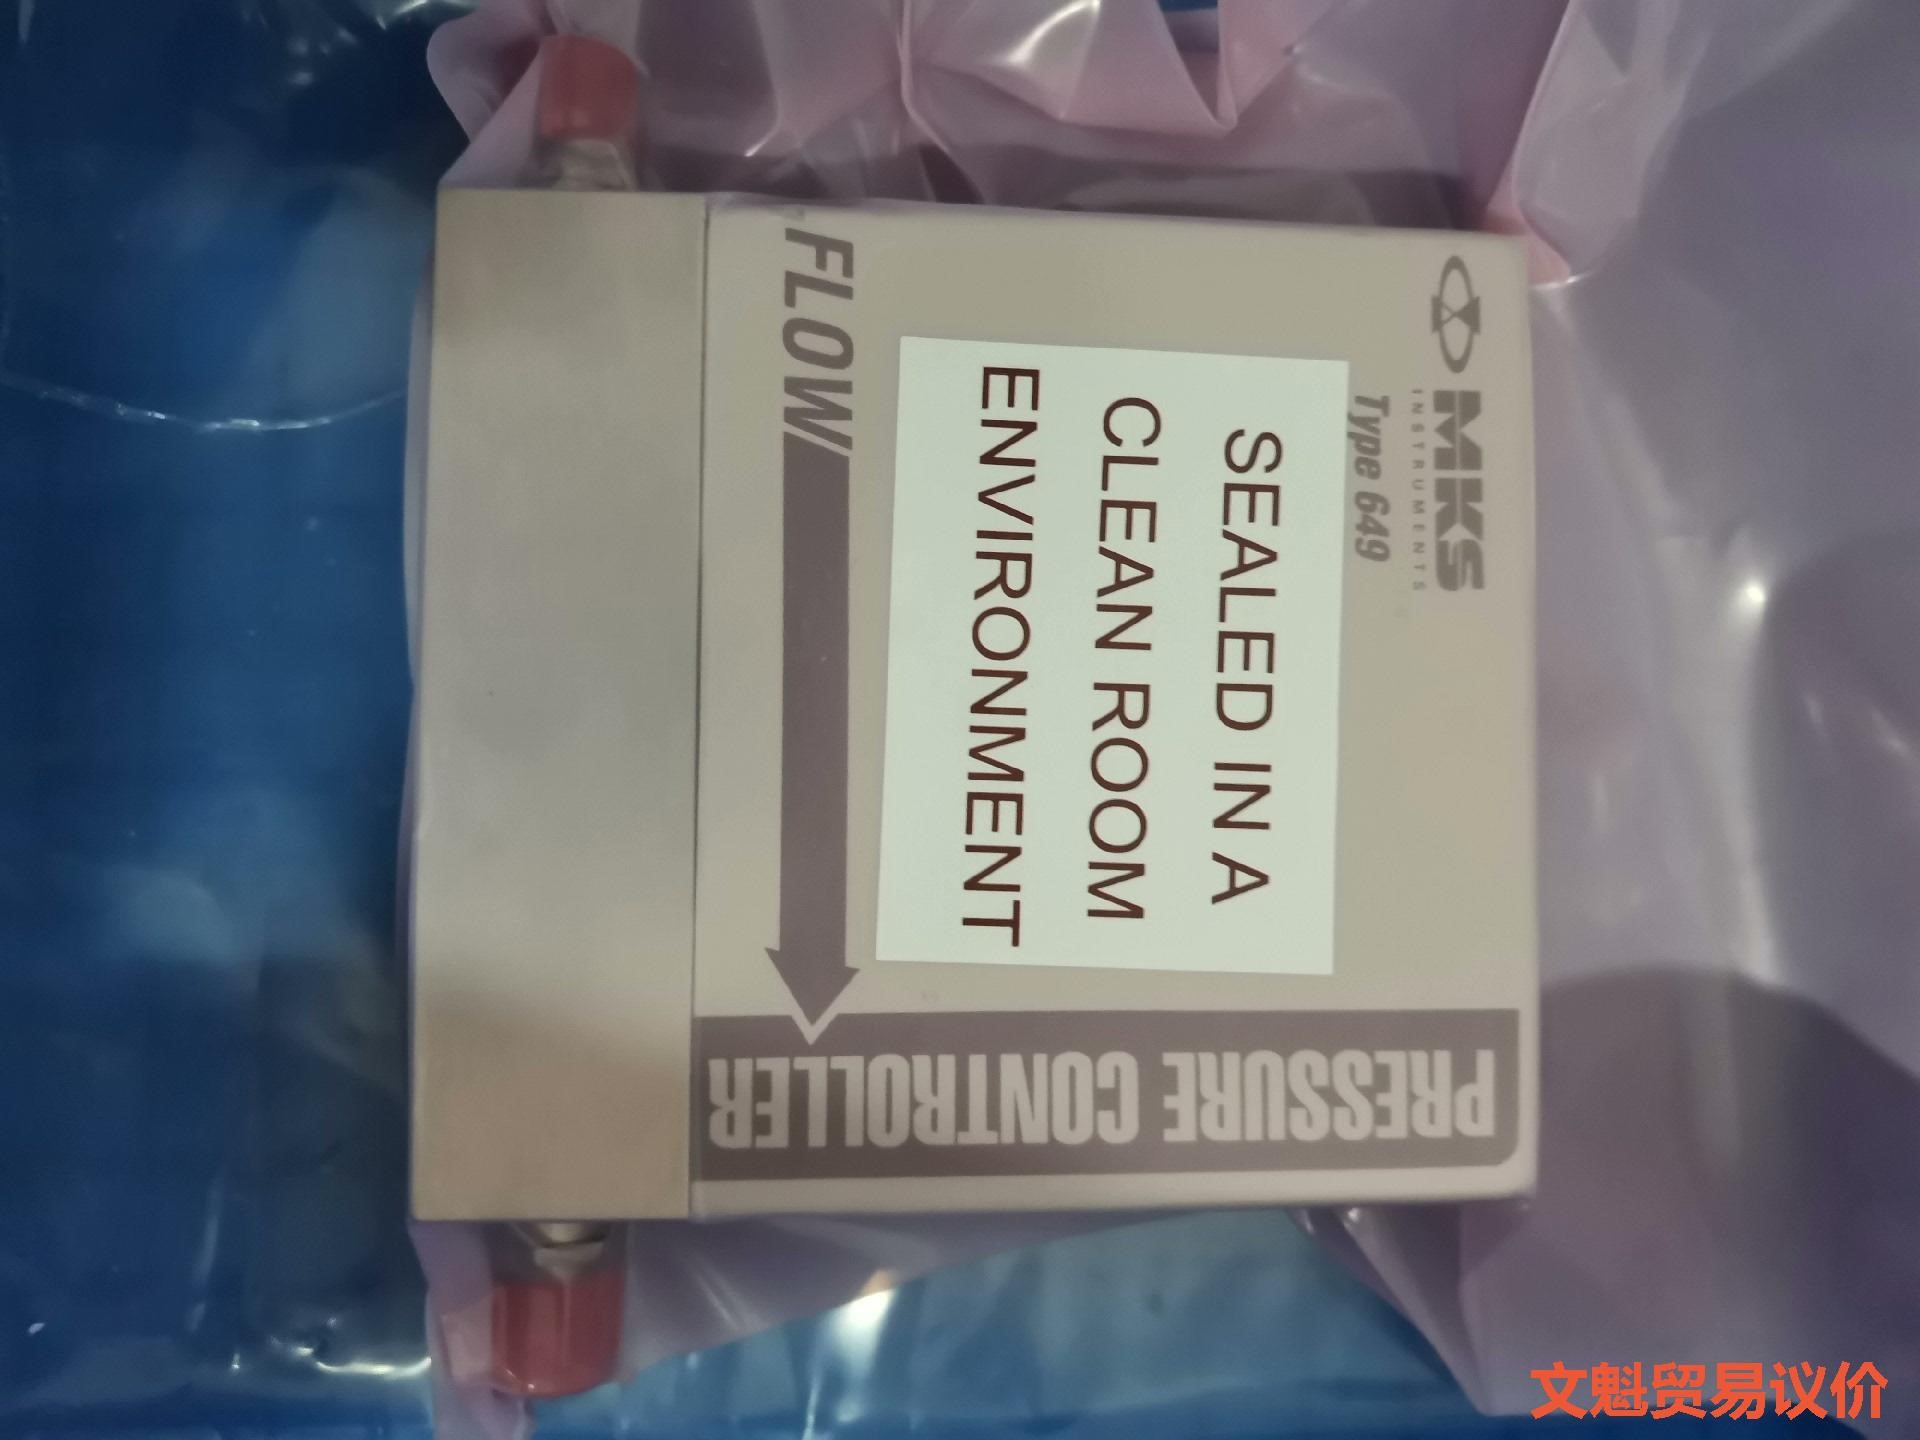 MKS
INSTRUMENTS
Type 649
SEALED IN A
CLEAN ROOM
ENVIRONMENT
FLOW
PRESSURE CONTROLLER
文魁贸易议价